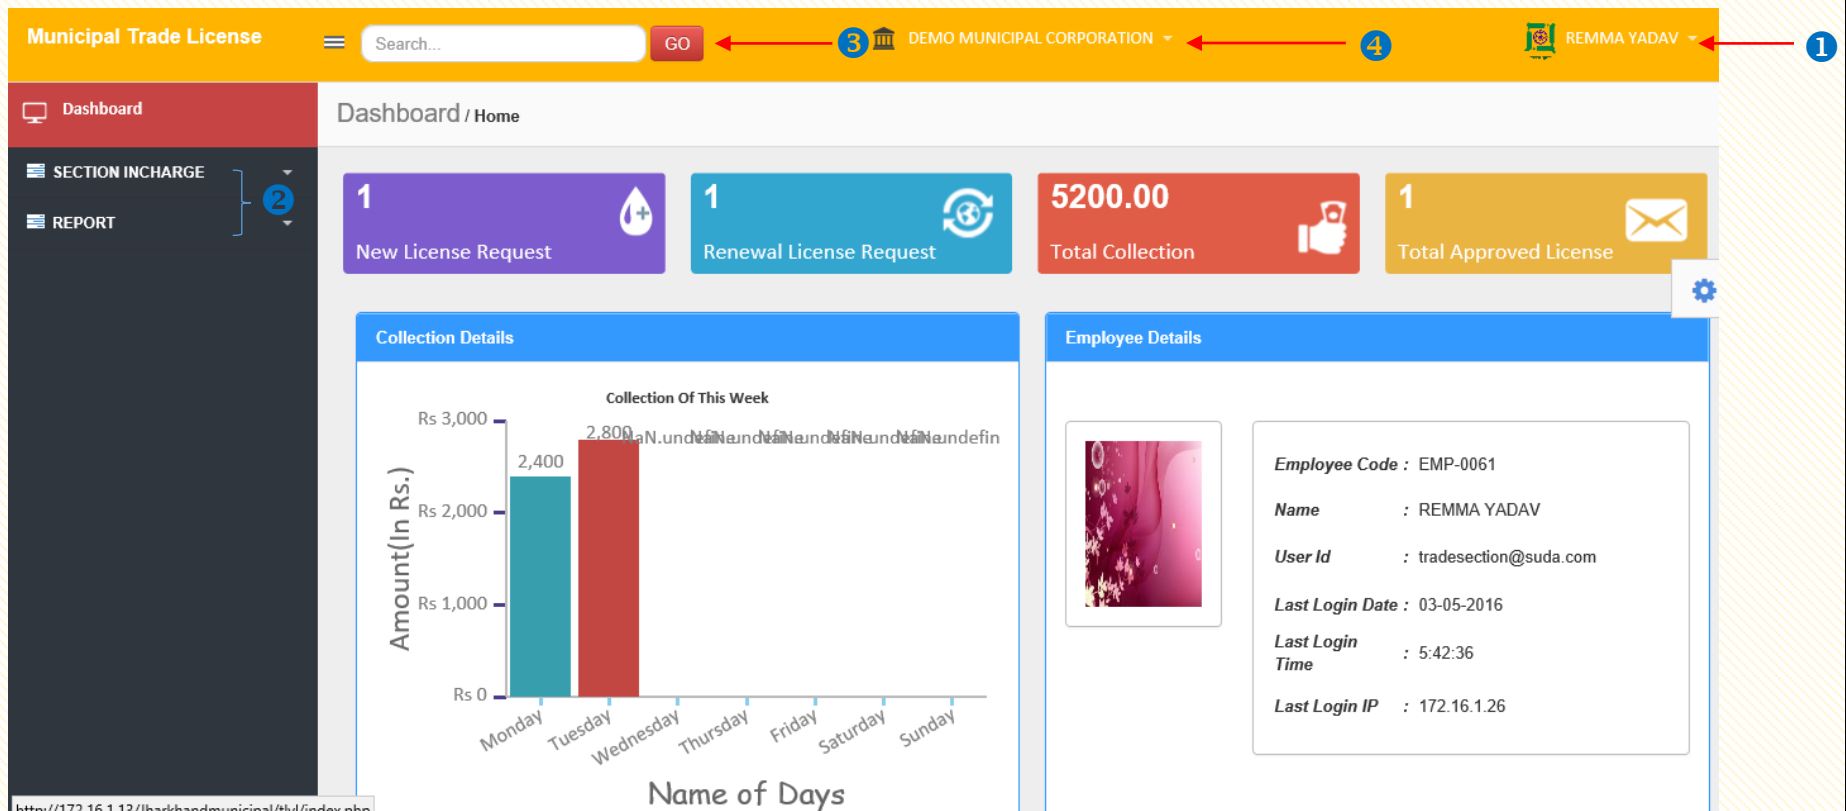 Municipal Trade License
Search...
GO
3
DEMO MUNICIPAL CORPORATION
4
REMMA YADAV
1
Dashboard
Dashboard / Home
SECTION INCHARGE
2
REPORT
1
New License Request
1
Renewal License Request
5200.00
Total Collection
1
Total Approved License
Collection Details
Collection Of This Week
Rs 3,000
Rs 2,000
Rs 1,000
Rs 0
Amount(In Rs.)
2,400
2,800
Monday
Tuesday
Wednesday
Thursday
Friday
Saturday
Sunday
Name of Days
Employee Details
Employee Code : EMP-0061
Name : REMMA YADAV
User Id : tradesection@suda.com
Last Login Date : 03-05-2016
Last Login Time : 5:42:36
Last Login IP : 172.16.1.26